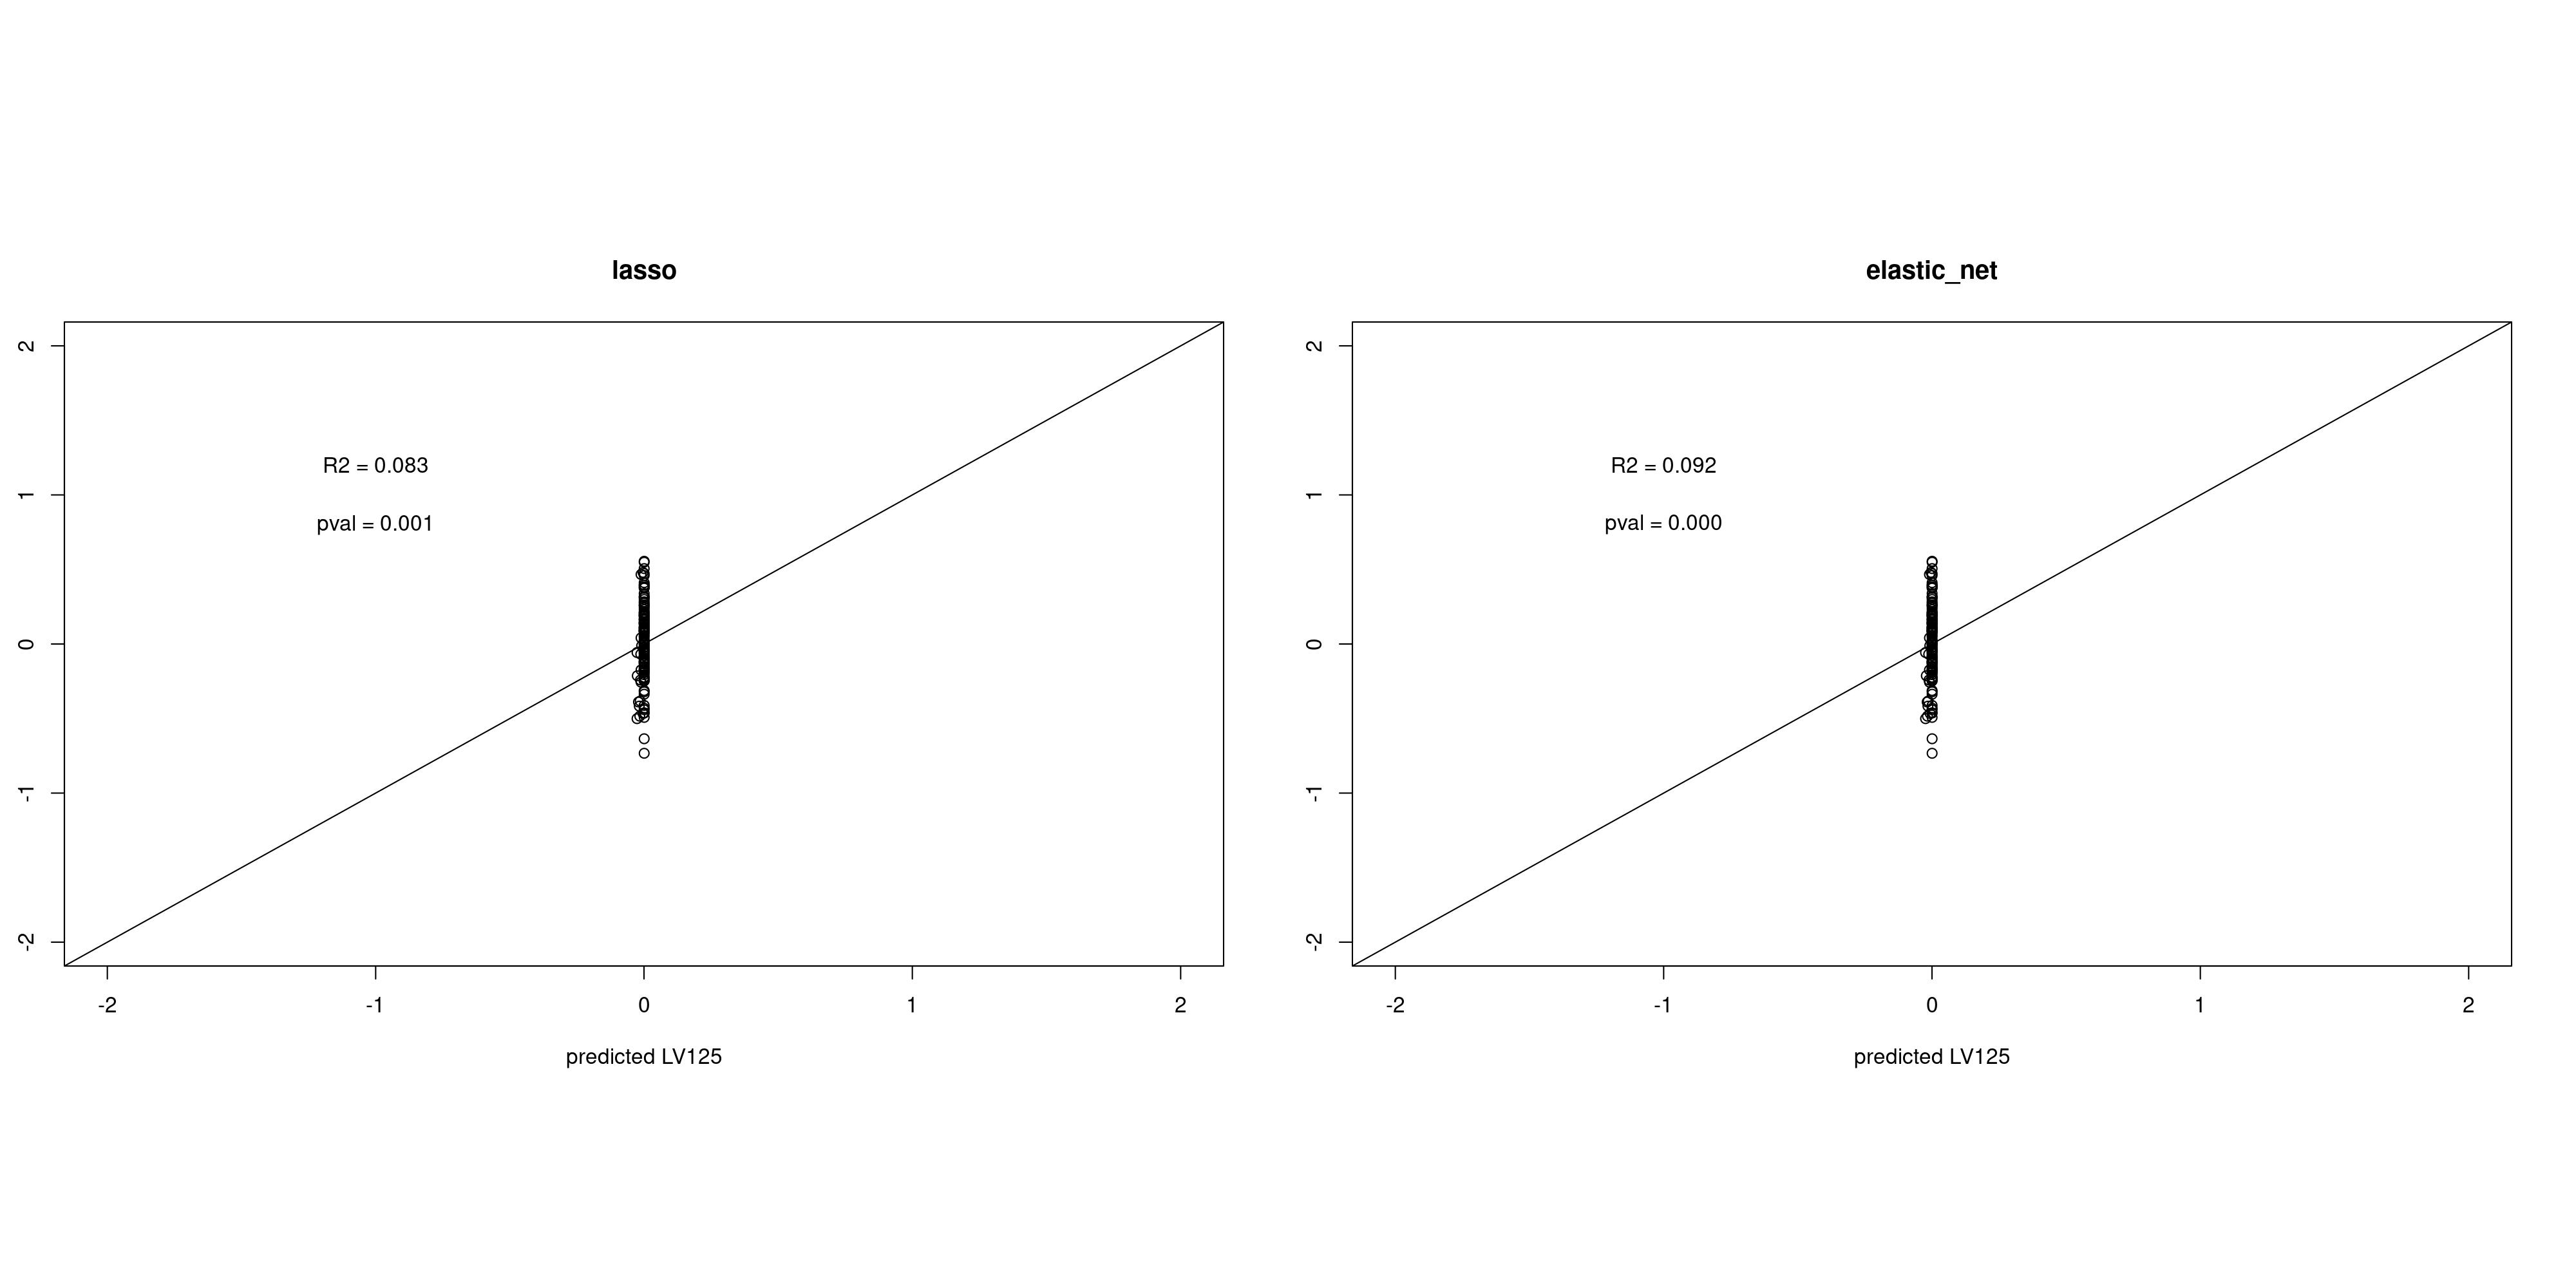 lasso
2
1
0
-1
-2
R2 = 0.083
pval = 0.001
-2 -1 0 1 2
predicted LV125
elastic_net
2
1
0
-1
-2
R2 = 0.092
pval = 0.000
-2 -1 0 1 2
predicted LV125